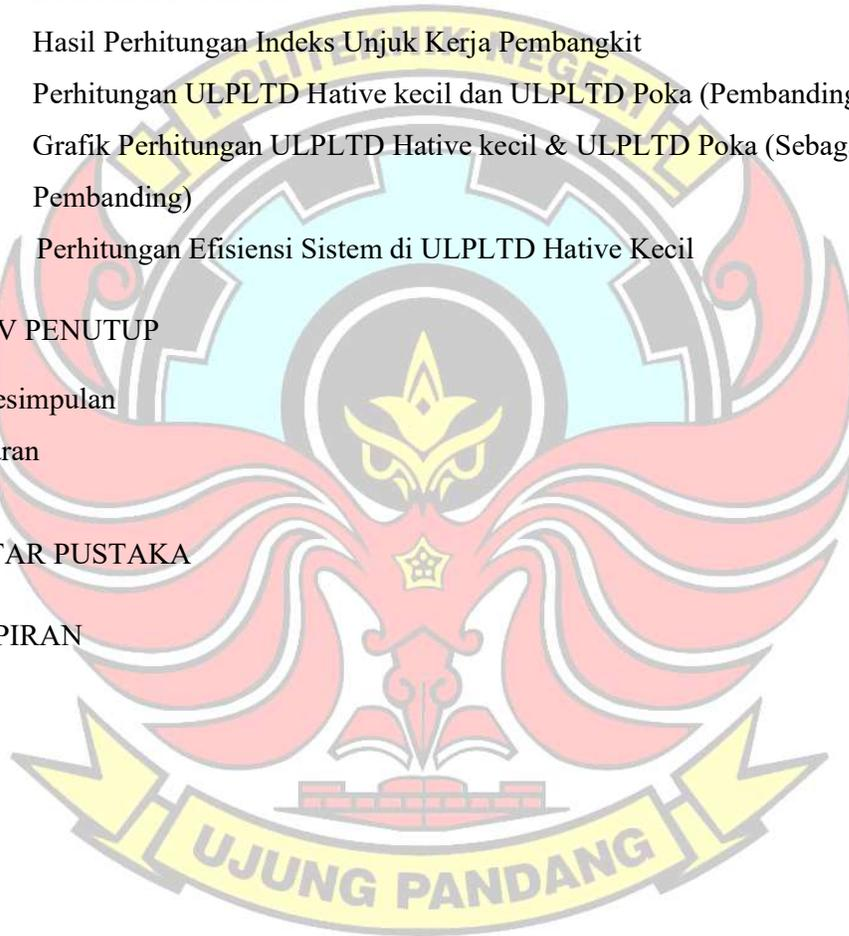 Hasil Perhitungan Indeks Unjuk Kerja Pembangkit
Perhitungan ULPLTD Hative kecil dan ULPLTD Poka (Pembanding
Grafik Perhitungan ULPLTD Hative kecil & ULPLTD Poka (Sebag
Pembanding)
Perhitungan Efisiensi Sistem di ULPLTD Hative Kecil
V PENUTUP
esimpulan
ran
TAR PUSTAKA
PIRAN
POLITEKNIK NEGERI
UJUNG PANDANG